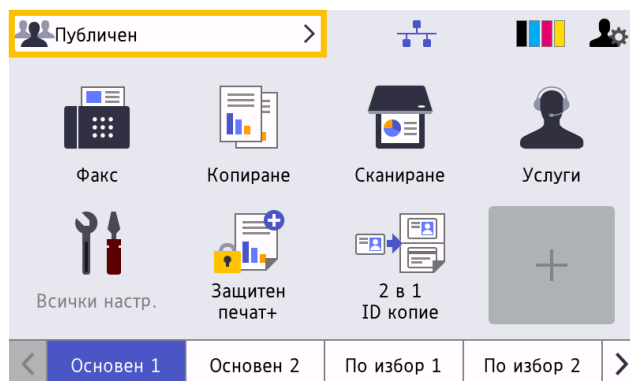 Публичен
Факс
Копиране
Сканиране
Услуги
Всички настр.
Защитен
печат+
2 в 1
ID копие
Основен 1
Основен 2
По избор 1
По избор 2